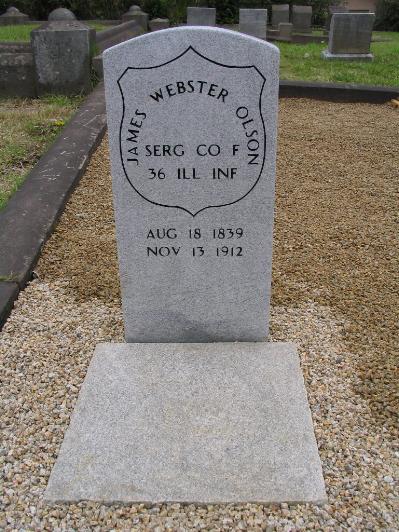 JAMES WEBSTER OLSON
SERG CO F
36 ILL INF
AUG 18 1839
NOV 13 1912